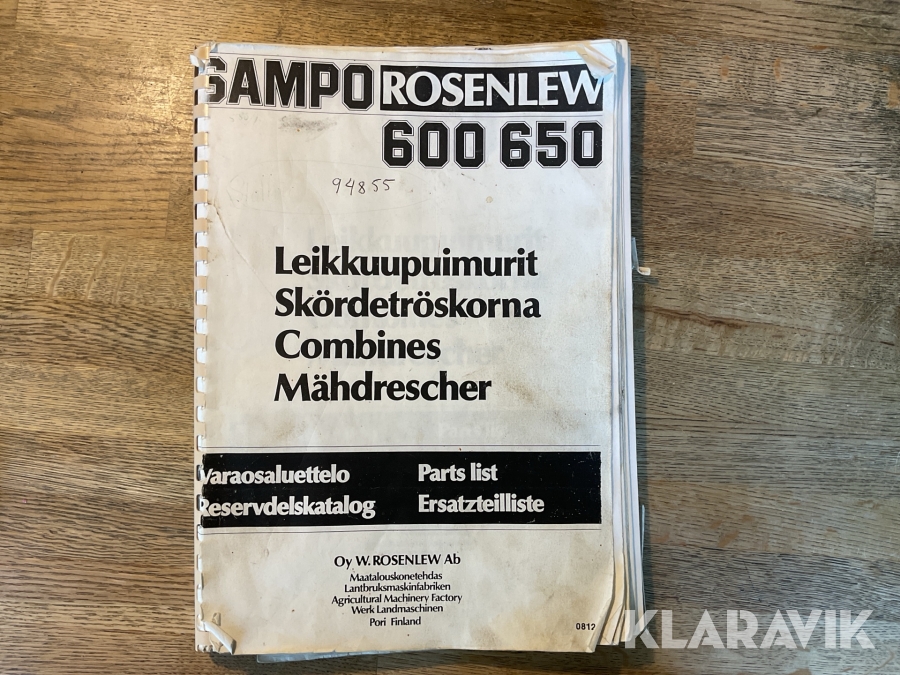 SAMPO ROSENLEW
600 650
94855
Leikkuupuimurit
Skördetröskorna
Combines
Mähdrescher
Varaosaluettelo Parts list
Reservdelskatalog Ersatzteilliste
Oy W. ROSENLEW Ab
Maatalouskonetehdas
Lantbruksmaskinfabriken
Agricultural Machinery Factory
Werk Landmaschinen
Pori Finland
0812
KLARAVIK